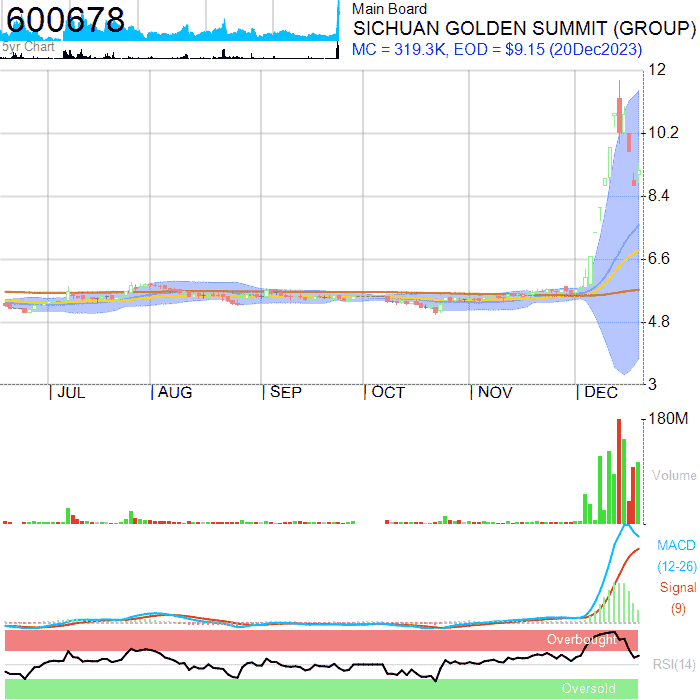 600678
5yr Chart
Main Board
SICHUAN GOLDEN SUMMIT (GROUP)
MC = 319.3K, EOD = $9.15 (20Dec2023)
12
10.2
8.4
6.6
4.8
3
JUL
AUG
SEP
OCT
NOV
DEC
180M
Volume
MACD
(12-26)
Signal
(9)
Overbought
RSI(14)
Oversold